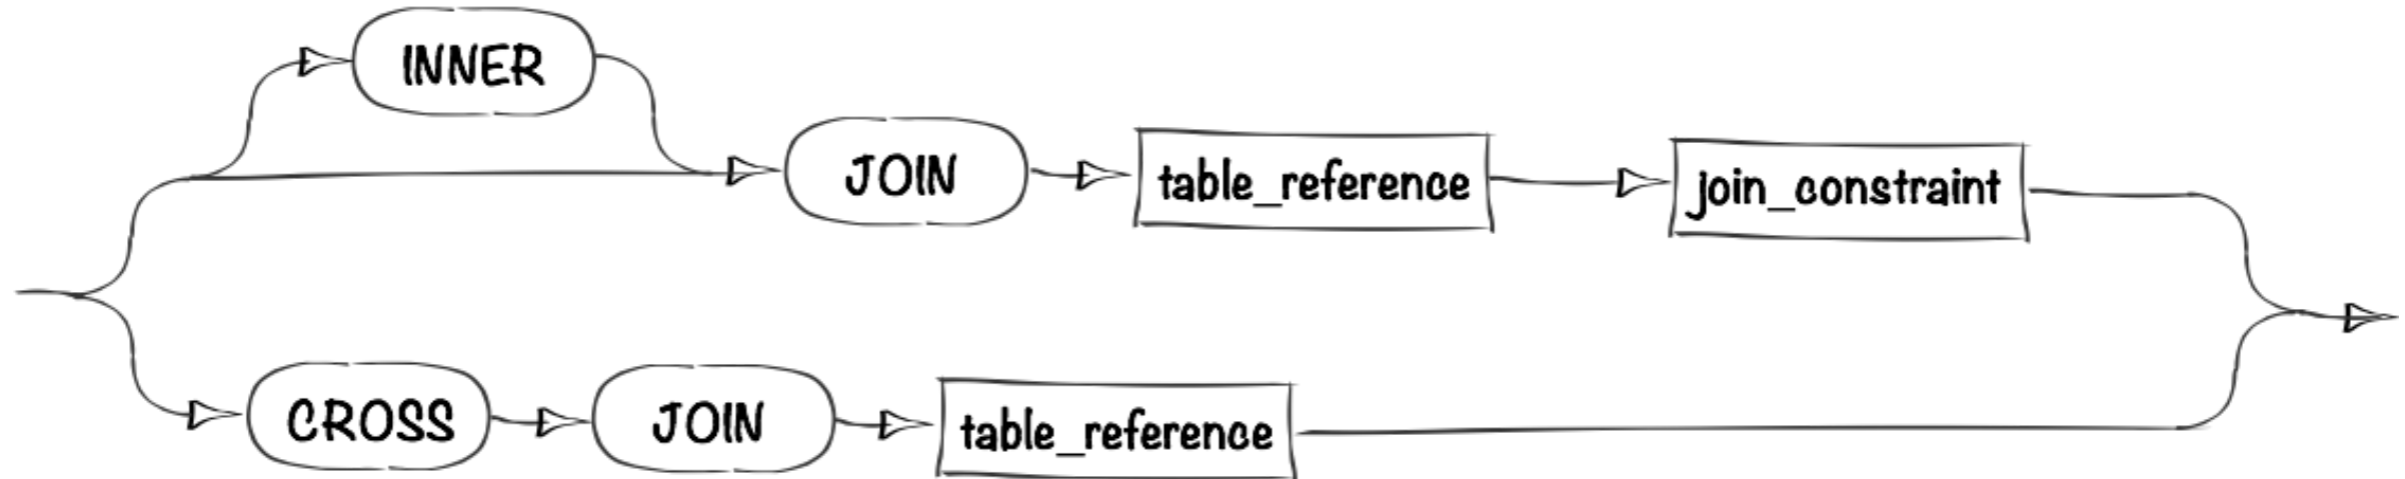 INNER
JOIN table_reference join_constraint
CROSS JOIN table_reference